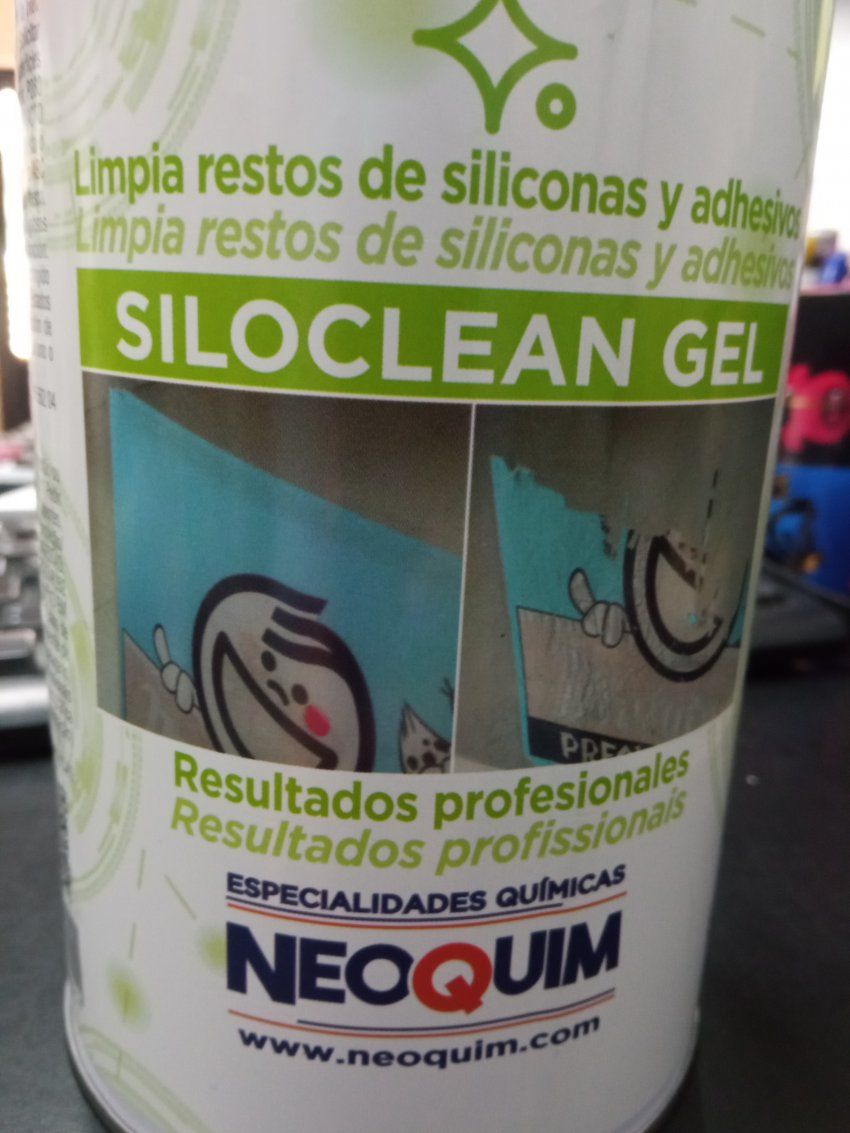 Limpia restos de siliconas y adhesivos
Limpia restos de siliconas y adhesivos
SILOCLEAN GEL
Resultados profesionales
Resultados profissionais
ESPECIALIDADES QUÍMICAS
NEOQUIM
www.neoquim.com